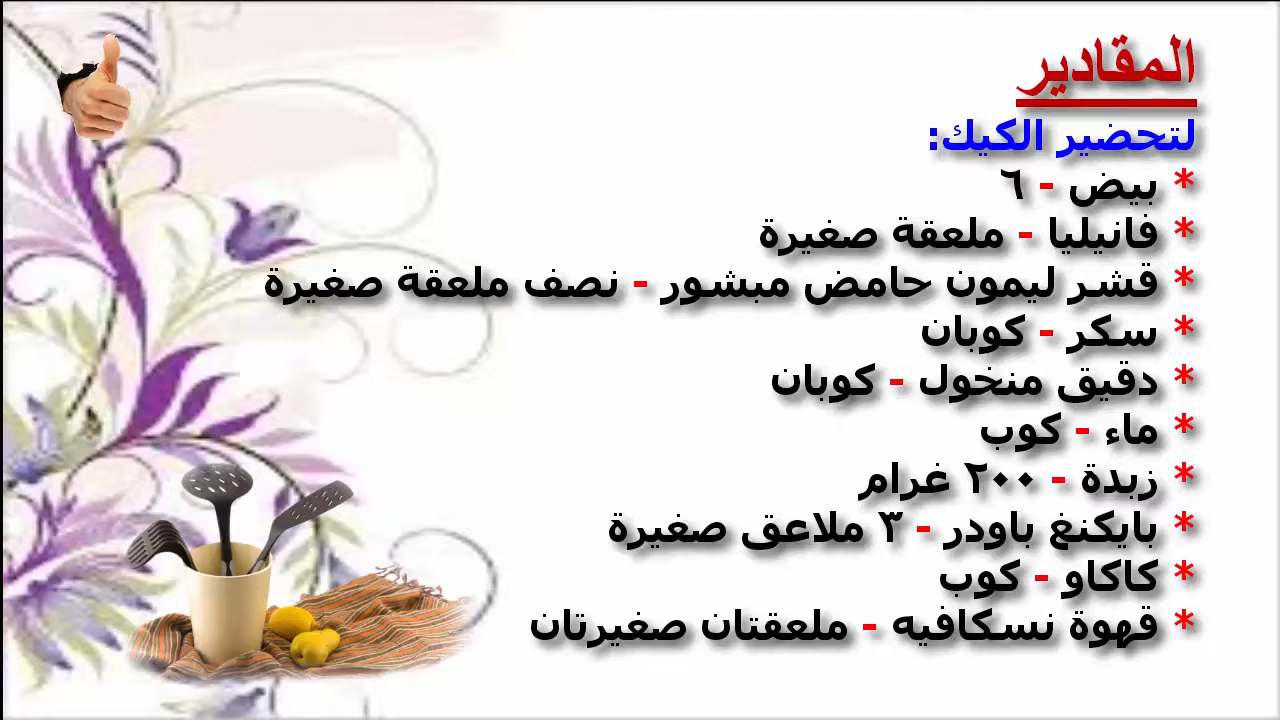 المقادير
لتحضير الكيك:
* بيض - ٦
* فانيليا - ملعقة صغيرة
* قشر ليمون حامض مبشور - نصف ملعقة صغيرة
* سكر - كوبان
* دقيق منخول - كوبان
* ماء - كوب
* زبدة - ٢٠٠ غرام
* بايكنغ باودر - ٣ ملاعق صغيرة
* كاكاو - كوب
* قهوة نسكافيه - ملعقتان صغيرتان